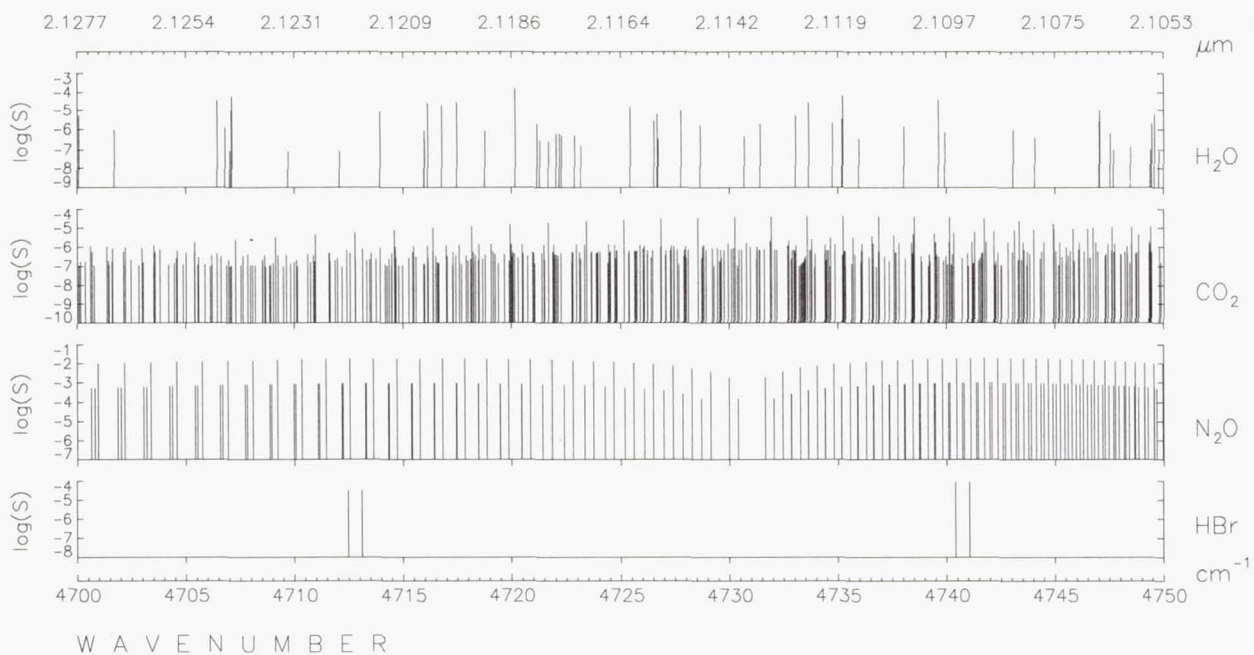 2.1277 2.1254 2.1231 2.1209 2.1186 2.1164 2.1142 2.1119 2.1097 2.1075 2.1053
μm
log(S)
-3
-4
-5
-6
-7
-8
-9
H₂O
log(S)
-4
-5
-6
-7
-8
-9
-10
CO₂
log(S)
-1
-2
-3
-4
-5
-6
-7
N₂O
log(S)
-4
-5
-6
-7
-8
HBr
cm⁻¹
4700 4705 4710 4715 4720 4725 4730 4735 4740 4745 4750
WAVENUMBER